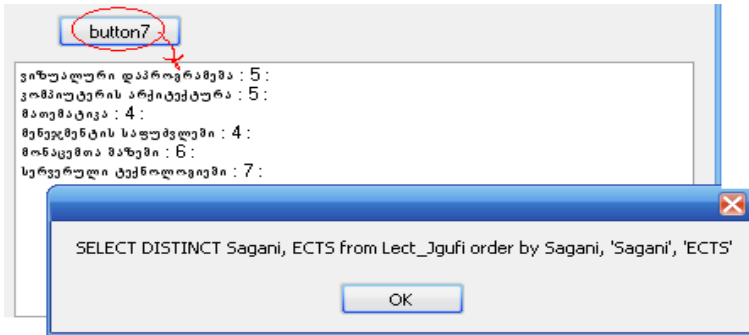 button7
ვიზუალური დაპროგრამება : 5 :
კომპიუტერის არქიტექტურა : 5 :
მათემატიკა : 4 :
მენეჯმენტის საფუძვლები : 4 :
მონაცემთა ბაზები : 6 :
სერვერული ტექნოლოგიები : 7 :
SELECT DISTINCT Sagani, ECTS from Lect_Jgufi order by Sagani, 'Sagani', 'ECTS'
OK